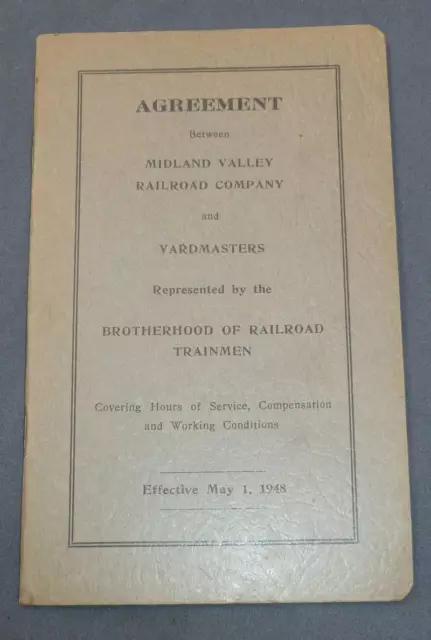 AGREEMENT
Between
MIDLAND VALLEY
RAILROAD COMPANY
and
YARDMASTERS
Represented by the
BROTHERHOOD OF RAILROAD
TRAINMEN
Covering Hours of Service, Compensation
and Working Conditions
Effective May 1, 1948